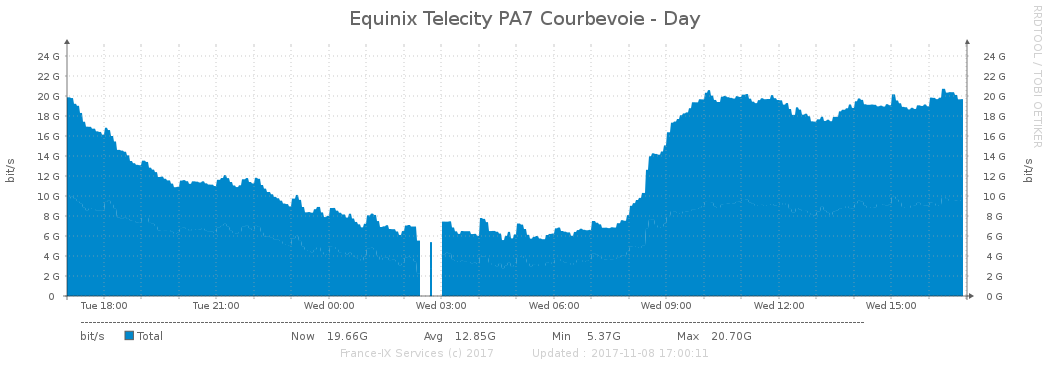 Equinix Telecity PA7 Courbevoie - Day
RRDTOOL / TOBI OETIKER
bit/s
24 G 24 G
22 G 22 G
20 G 20 G
18 G 18 G
16 G 16 G
14 G 14 G
12 G 12 G
10 G 10 G
8 G 8 G
6 G 6 G
4 G 4 G
2 G 2 G
0 0 G
bit/s
Tue 18:00 Tue 21:00 Wed 00:00 Wed 03:00 Wed 06:00 Wed 09:00 Wed 12:00 Wed 15:00
bit/s Total Now 19.66G Avg 12.85G Min 5.37G Max 20.70G
France-IX Services (c) 2017 Updated : 2017-11-08 17:00:11